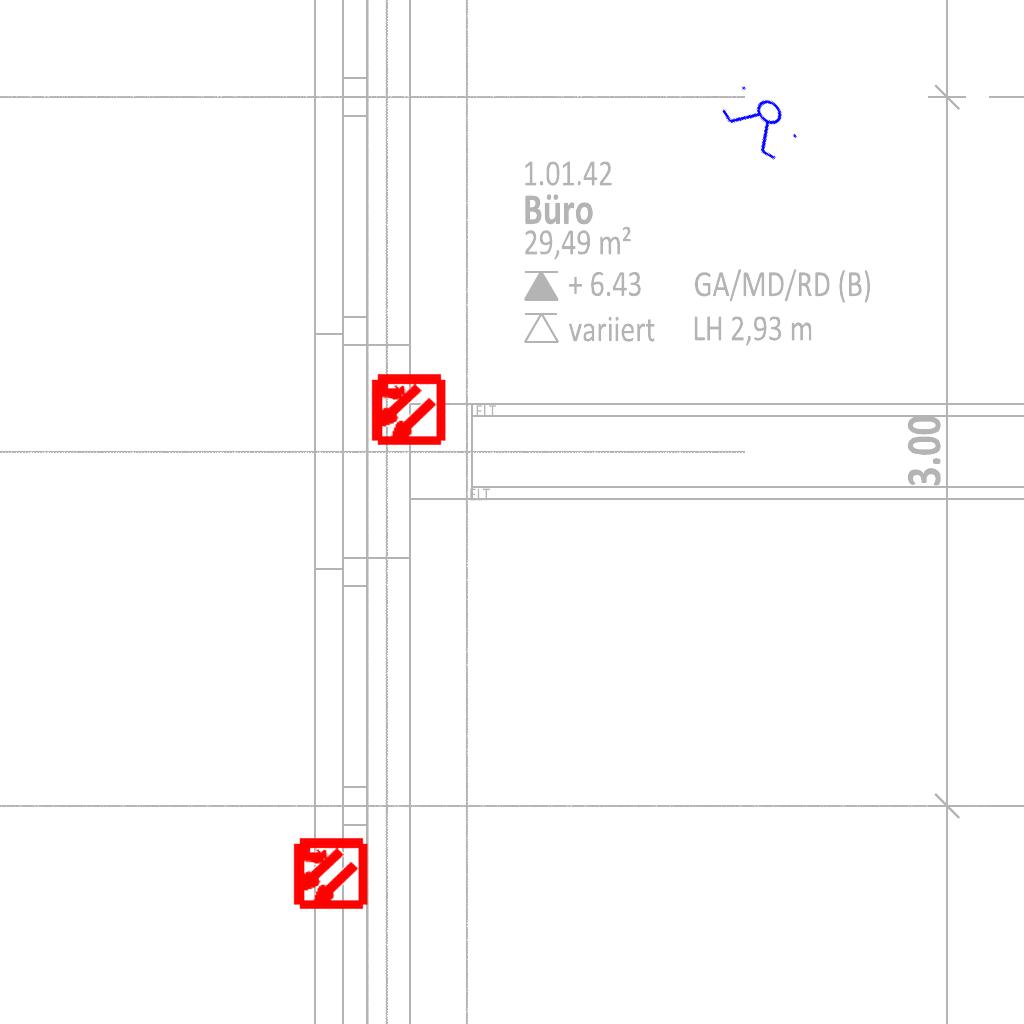 1.01.42
Büro
29,49 m²
+ 6.43 GA/MD/RD (B)
variiert LH 2,93 m
FIT
3.00
FIT